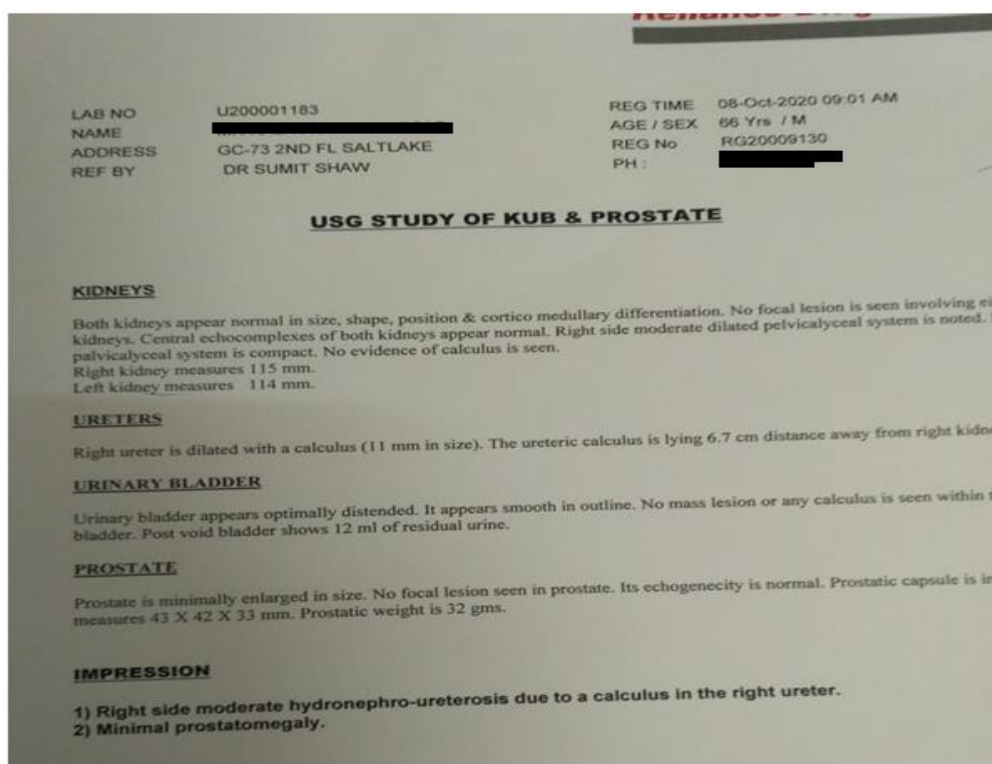 LAB NO U200001183 REG TIME 08-Oct-2020 09:01 AM
NAME AGE / SEX 66 Yrs / M
ADDRESS GC-73 2ND FL SALTLAKE REG No RG20009130
REF BY DR SUMIT SHAW PH :
USG STUDY OF KUB & PROSTATE
KIDNEYS
Both kidneys appear normal in size, shape, position & cortico medullary differentiation. No focal lesion is seen involving
kidneys. Central echocomplexes of both kidneys appear normal. Right side moderate dilated pelvicalyceal system is noted.
palvicalyceal system is compact. No evidence of calculus is seen.
Right kidney measures 115 mm.
Left kidney measures 114 mm.
URETERS
Right ureter is dilated with a calculus (11 mm in size). The ureteric calculus is lying 6.7 cm distance away from right
URINARY BLADDER
Urinary bladder appears optimally distended. It appears smooth in outline. No mass lesion or any calculus is seen within
bladder. Post void bladder shows 12 ml of residual urine.
PROSTATE
Prostate is minimally enlarged in size. No focal lesion seen in prostate. Its echogenecity is normal. Prostatic capsule is
measures 43 X 42 X 33 mm. Prostatic weight is 32 gms.
IMPRESSION
1) Right side moderate hydronephro-ureterosis due to a calculus in the right ureter.
2) Minimal prostatomegaly.